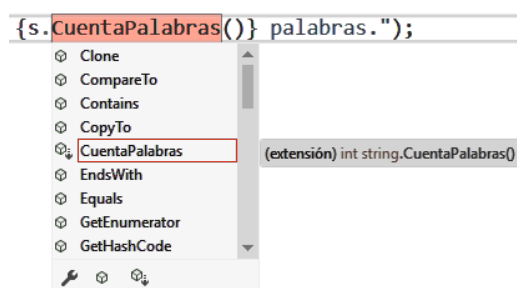 {s.CuentaPalabras()} palabras.");
Clone
CompareTo
Contains
CopyTo
CuentaPalabras
(extensión) int string.CuentaPalabras()
EndsWith
Equals
GetEnumerator
GetHashCode